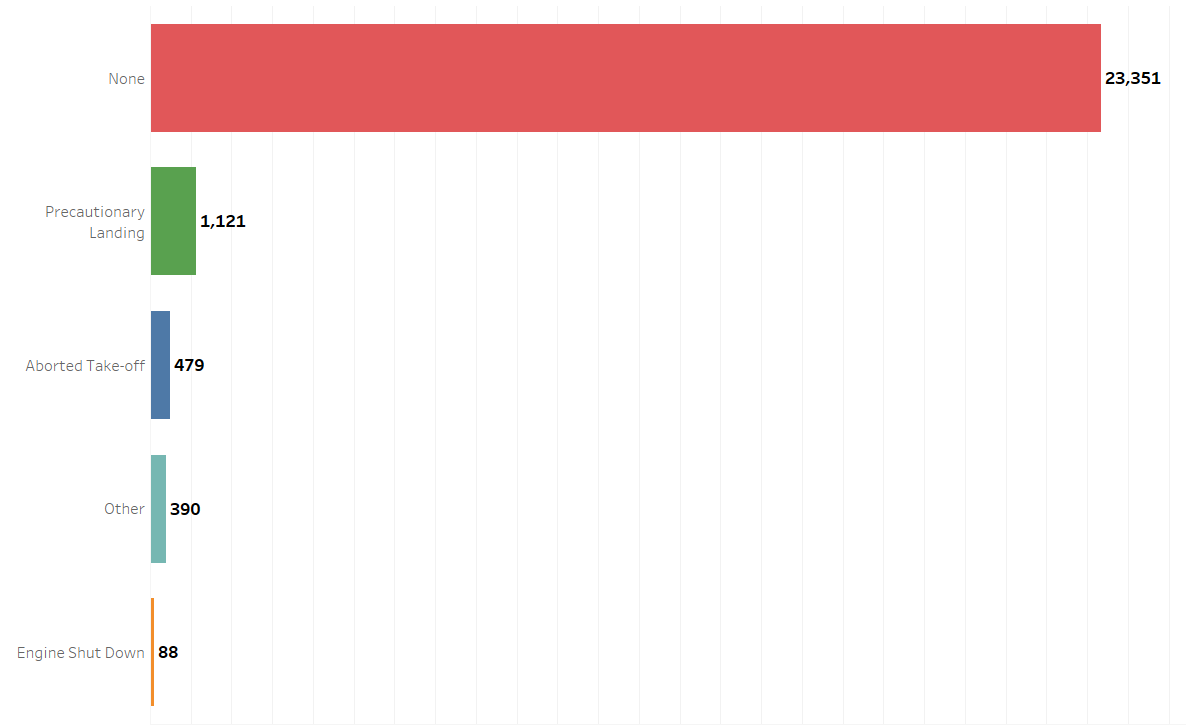 None
23,351
Precautionary
Landing
1,121
Aborted Take-off
479
Other
390
Engine Shut Down
88